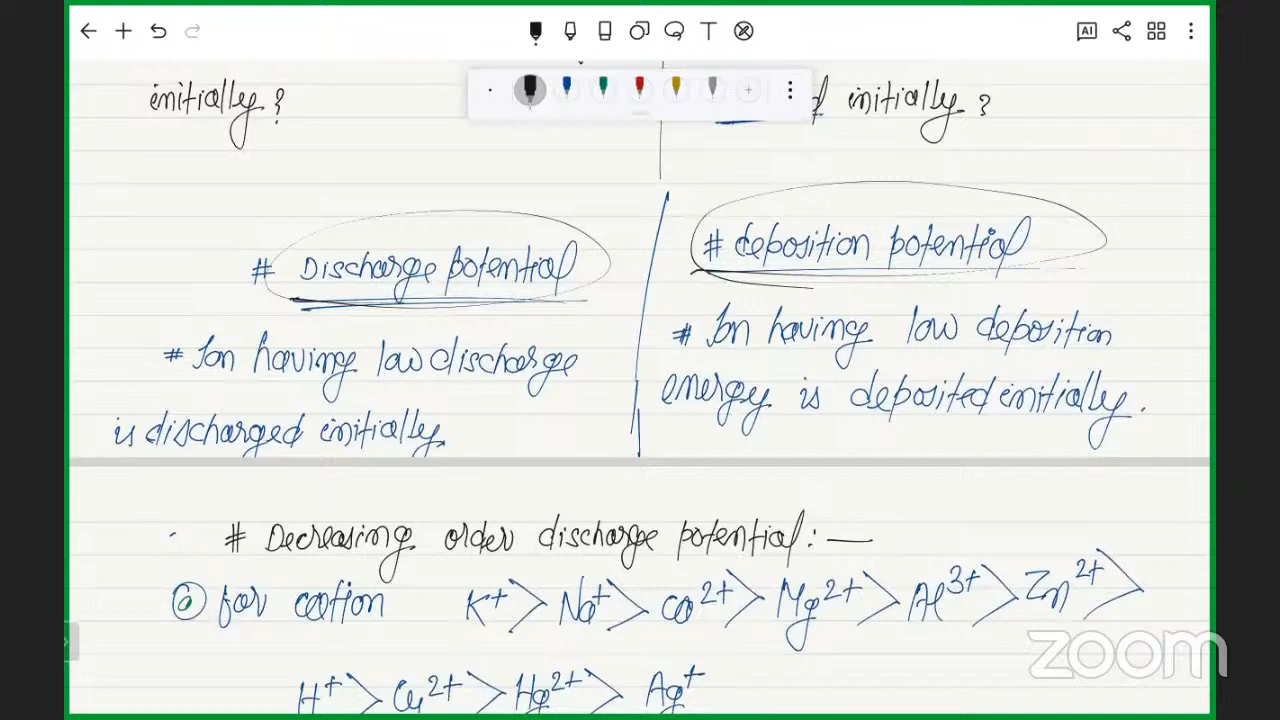 AI
T
initially?
initially?
# Discharge potential
# Ion having low discharge
is discharged initially
# deposition potential
# Ion having low deposition
energy is deposited initially.
# Decreasing order discharge potential:—
ⓐ for cation K+ > Na+ > Ca2+ > Mg2+ > Al3+ > Zn2+ >
H+ > Cu2+ > Hg2+ > Ag+
zoom